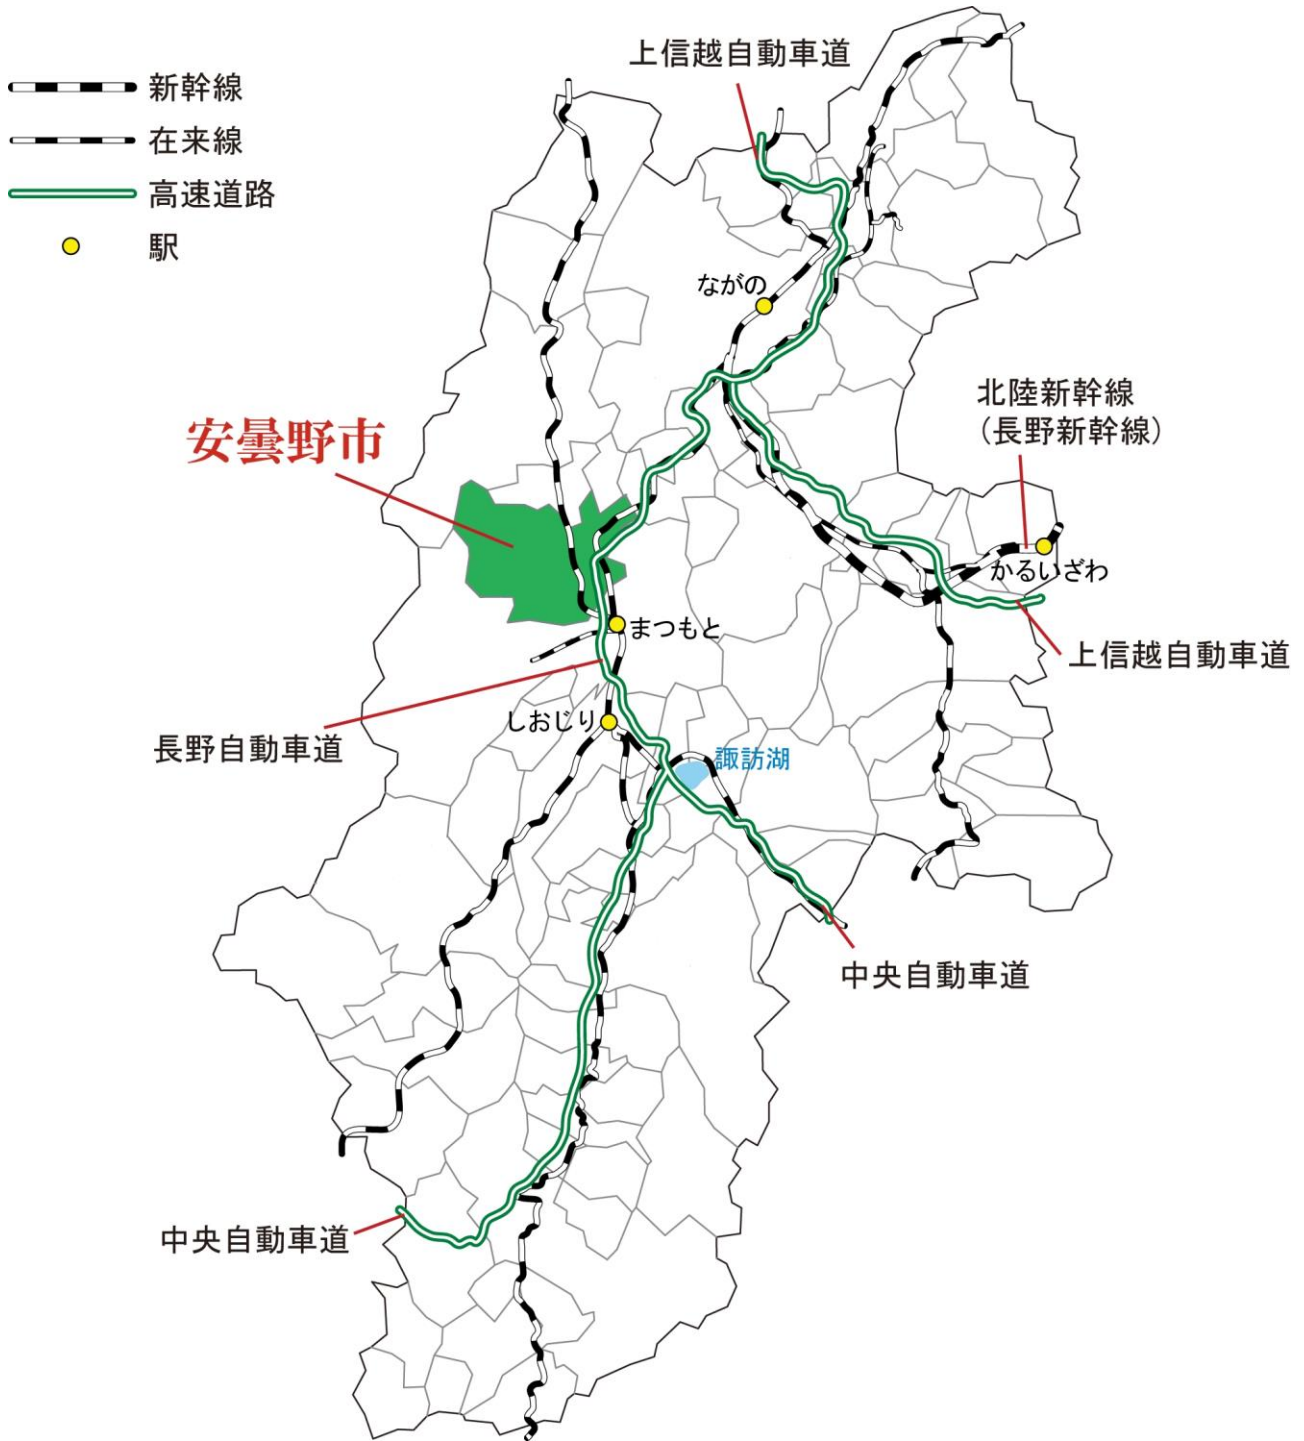 上信越自動車道
新幹線
在来線
高速道路
駅
ながの
北陸新幹線
(長野新幹線)
安曇野市
かるいざわ
まつもと
上信越自動車道
しおじり
長野自動車道
諏訪湖
中央自動車道
中央自動車道